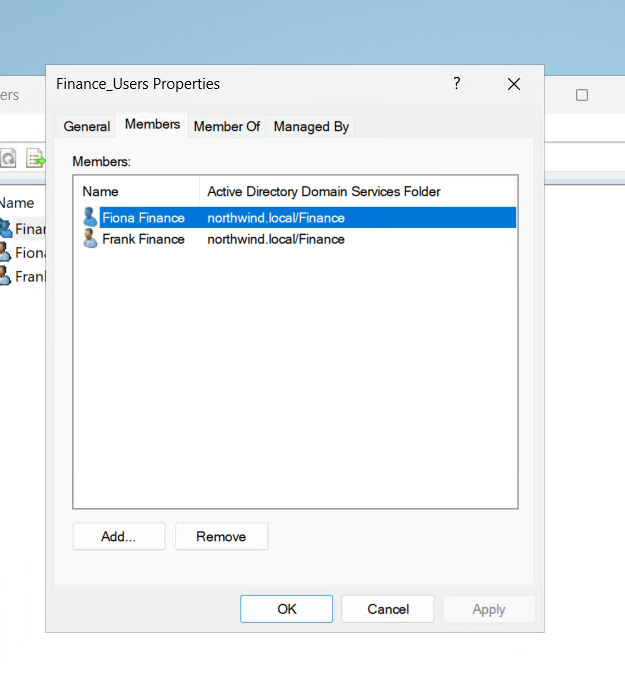 Finance_Users Properties
?
ers
General Members Member Of Managed By
Members:
Name Active Directory Domain Services Folder
Fiona Finance northwind.local/Finance
Frank Finance northwind.local/Finance
Name
Finan
Fiona
Frank
Add... Remove
OK Cancel Apply